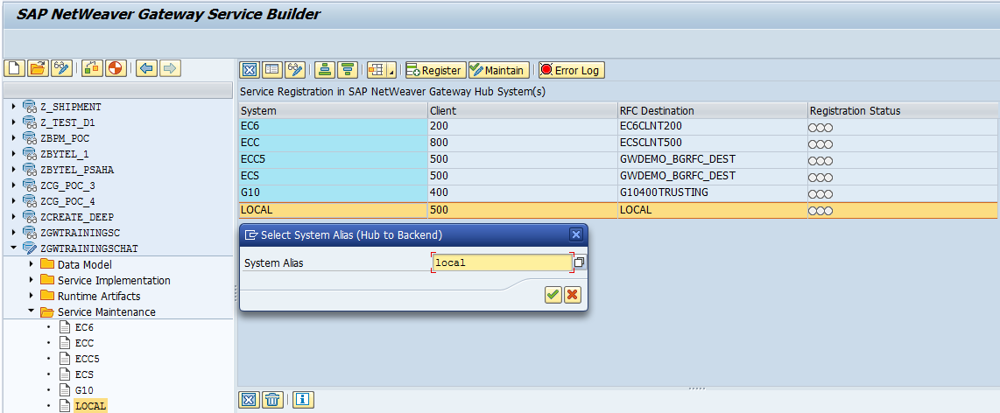 SAP NetWeaver Gateway Service Builder
Register Maintain Error Log
Service Registration in SAP NetWeaver Gateway Hub System(s)
System Client RFC Destination Registration Status
EC6 200 EC6CLNT200
ECC 800 ECSCLNT500
ECC5 500 GWDEMO_BGRFC_DEST
ECS 500 GWDEMO_BGRFC_DEST
G10 400 G10400TRUSTING
LOCAL 500 LOCAL
Select System Alias (Hub to Backend)
System Alias local
Z_SHIPMENT
Z_TEST_D1
ZBPM_POC
ZBYTEL_1
ZBYTEL_PSAHA
ZCG_POC_3
ZCG_POC_4
ZCREATE_DEEP
ZGWTRAININGSC
ZGWTRAININGSCHAT
Data Model
Service Implementation
Runtime Artifacts
Service Maintenance
EC6
ECC
ECC5
ECS
G10
LOCAL